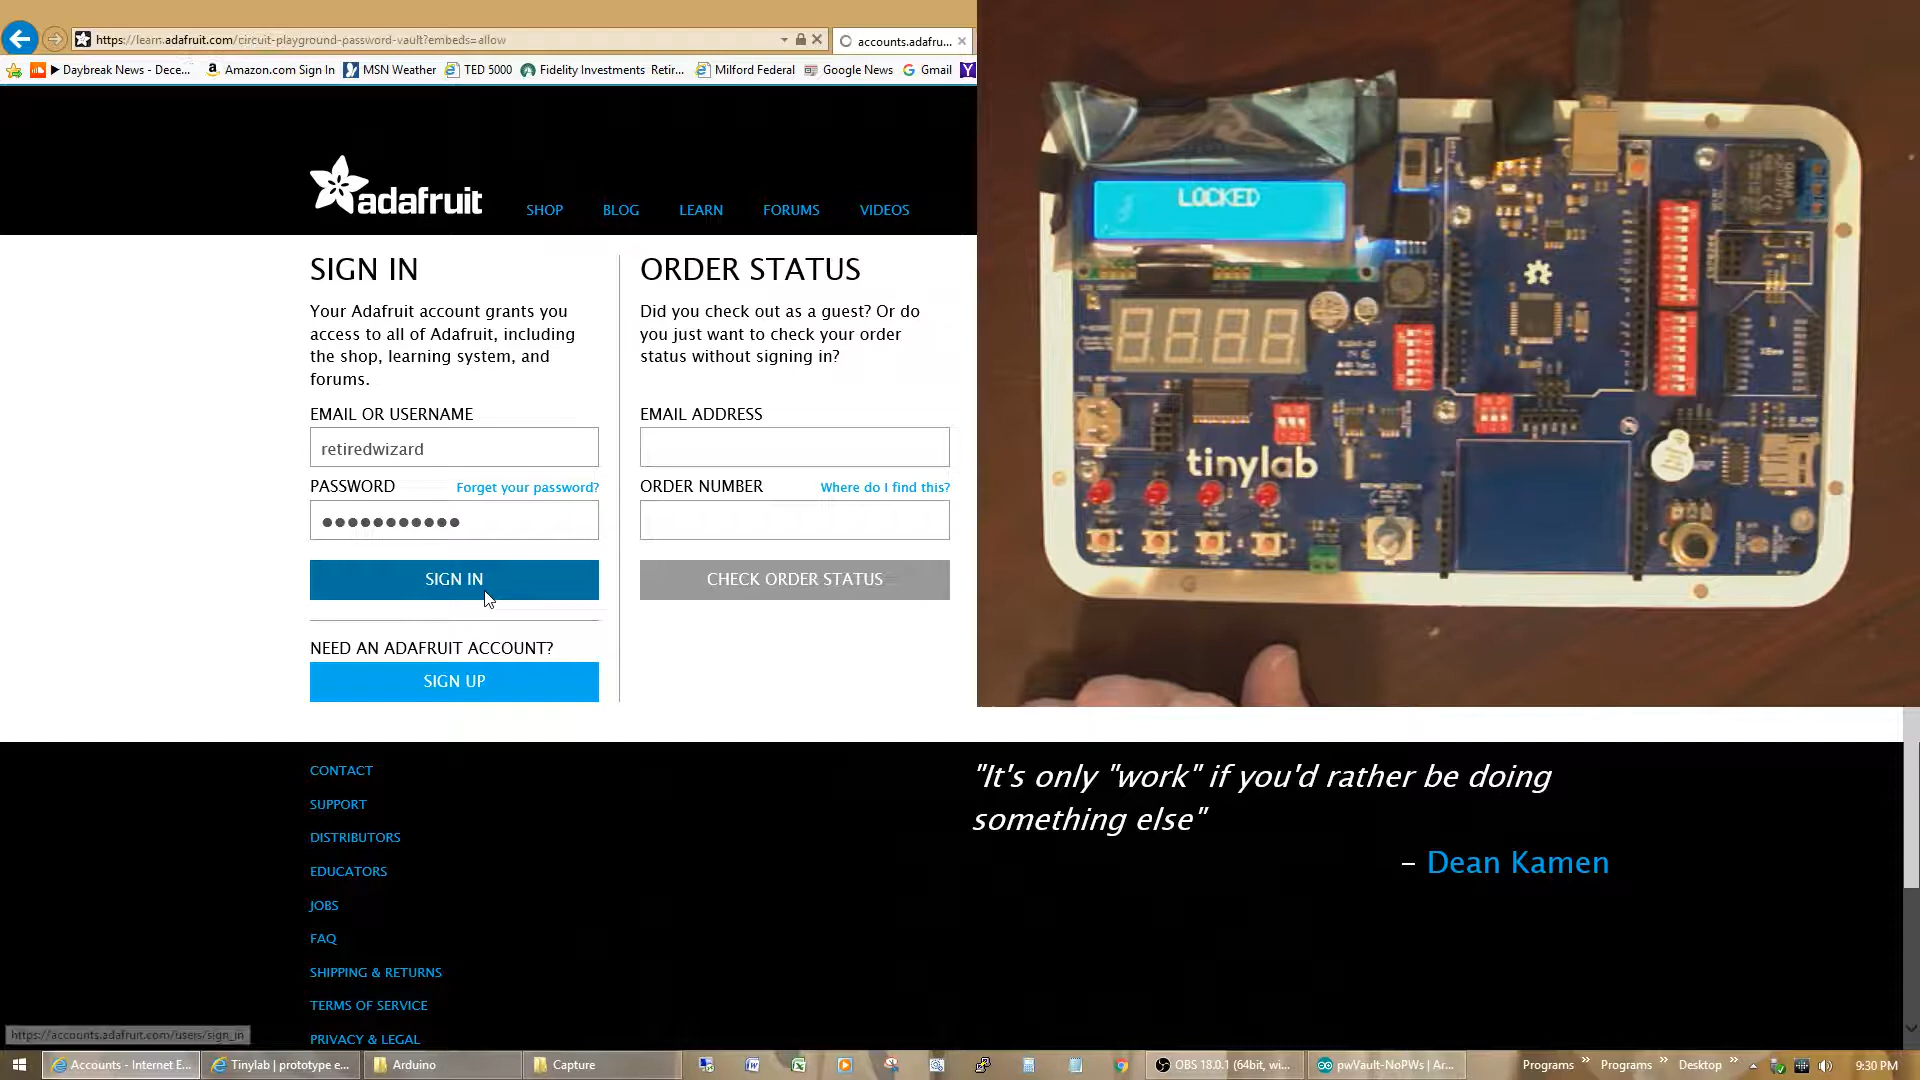 https://learn.adafruit.com/circuit-playground-password-vault?embeds=allow
accounts.adafru...
Daybreak News - Dece...
Amazon.com Sign In
MSN Weather
TED 5000
Fidelity Investments Retir...
Milford Federal
Google News
Gmail
adafruit
SHOP
BLOG
LEARN
FORUMS
VIDEOS
SIGN IN
Your Adafruit account grants you
access to all of Adafruit, including
the shop, learning system, and
forums.
EMAIL OR USERNAME
retiredwizard
PASSWORD
Forget your password?
SIGN IN
NEED AN ADAFRUIT ACCOUNT?
SIGN UP
ORDER STATUS
Did you check out as a guest? Or do
you just want to check your order
status without signing in?
EMAIL ADDRESS
ORDER NUMBER
Where do I find this?
CHECK ORDER STATUS
LOCKED
tinylab
XBee
CONTACT
SUPPORT
DISTRIBUTORS
EDUCATORS
JOBS
FAQ
SHIPPING & RETURNS
TERMS OF SERVICE
PRIVACY & LEGAL
"It's only "work" if you'd rather be doing
something else"
– Dean Kamen
https://accounts.adafruit.com/users/sign_in
Accounts - Internet E...
Tinylab | prototype e...
Arduino
Capture
OBS 18.0.1 (64bit, wi...
pwVault-NoPWs | Ar...
Programs
Programs
Desktop
9:30 PM